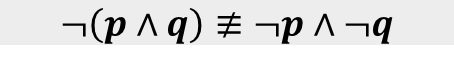 ¬(p ∧ q) ≢ ¬p ∧ ¬q